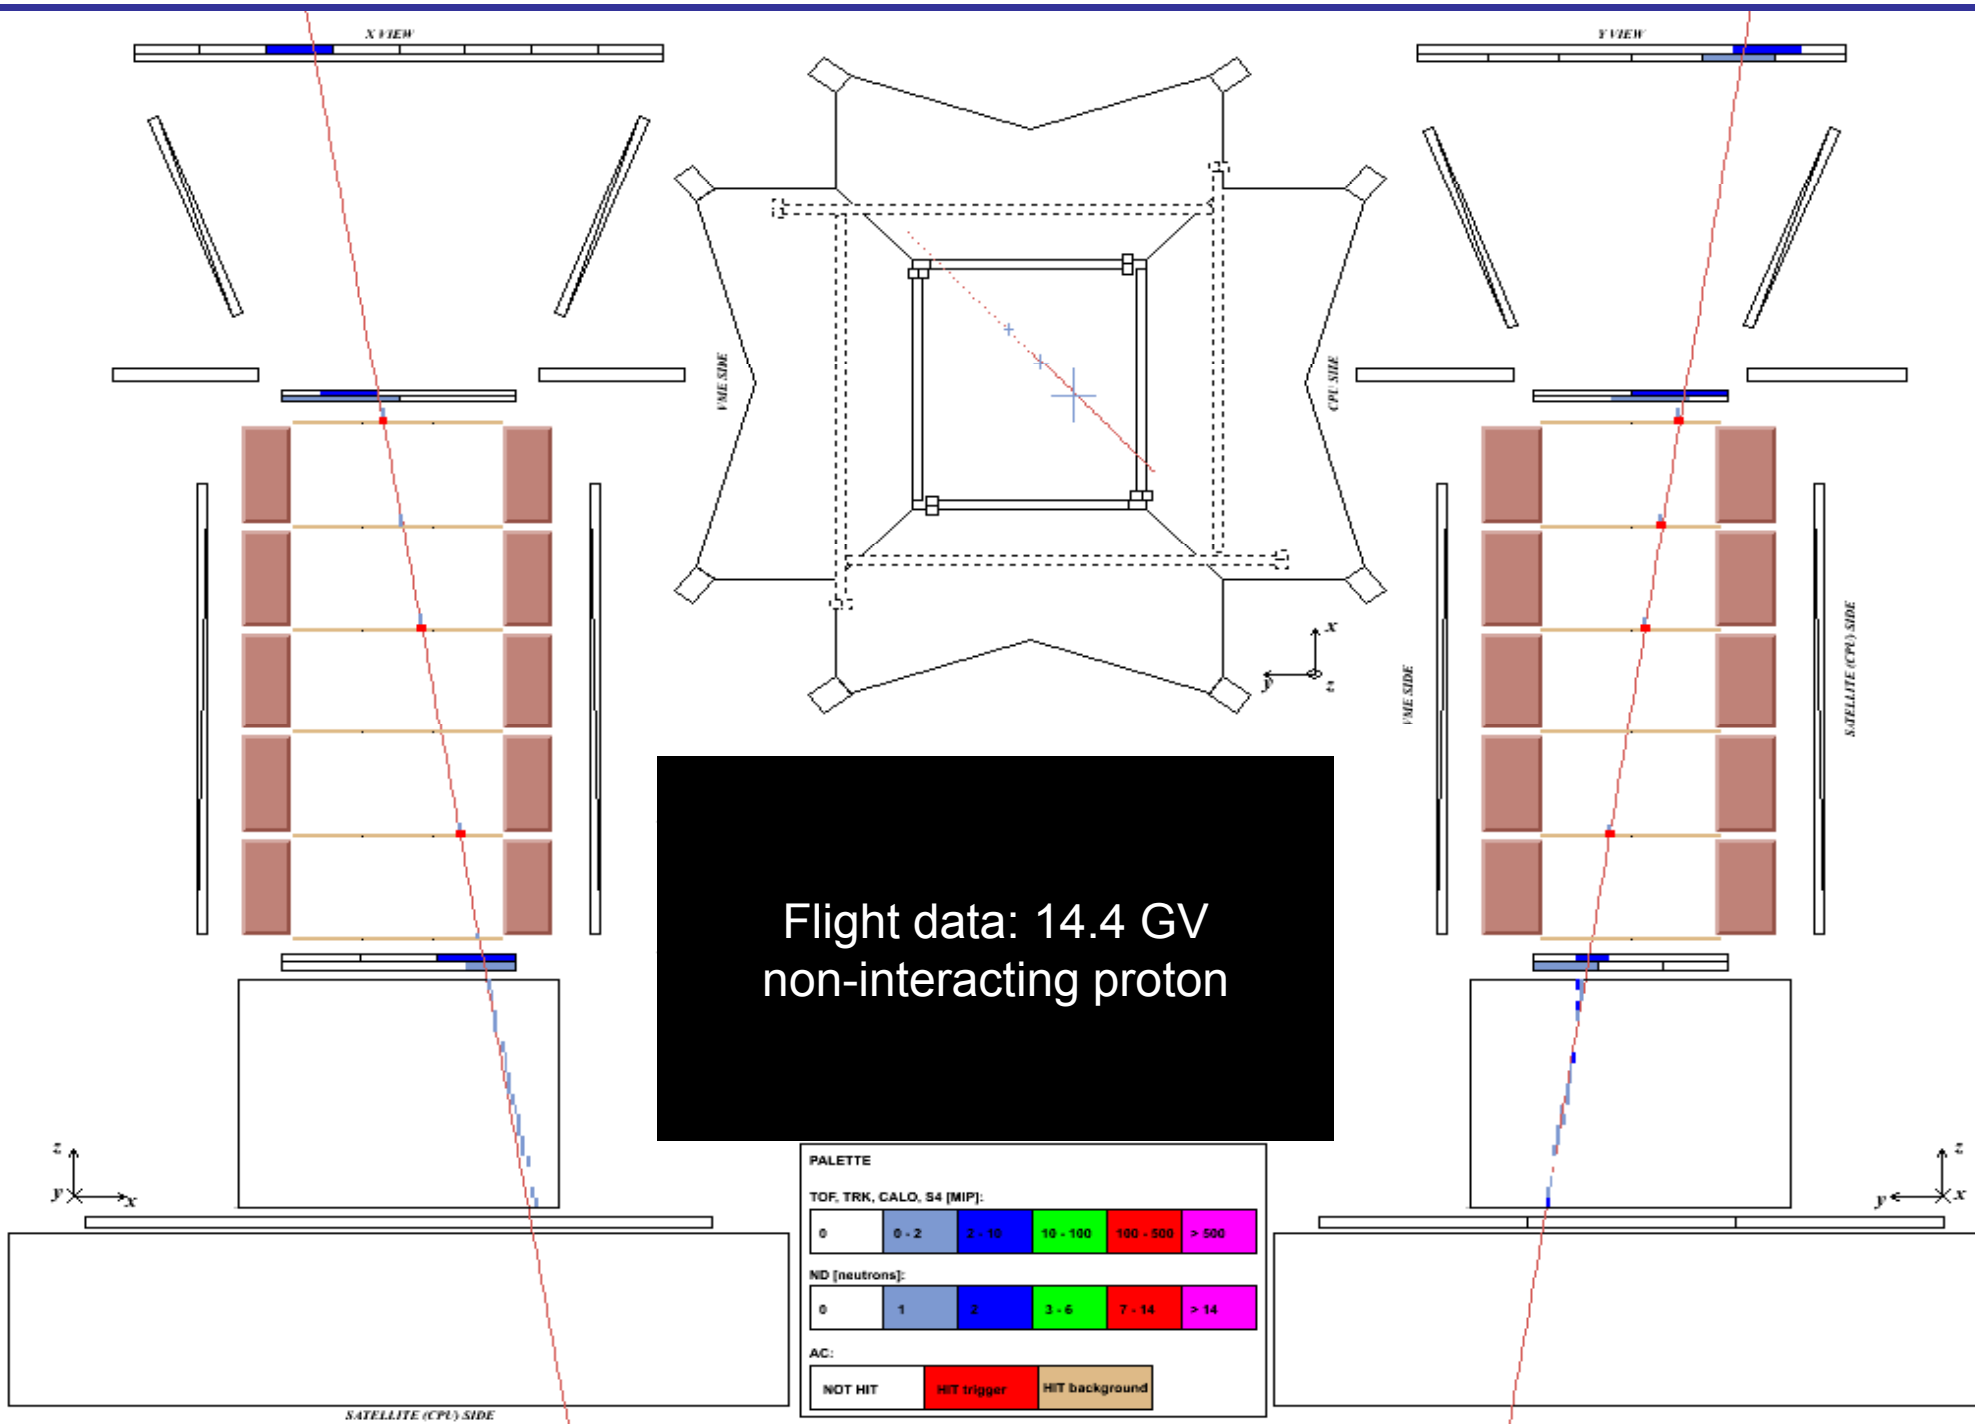 X VIEW
Y VIEW
VME SIDE
CPU SIDE
x
y
z
VME SIDE
SATELLITE (CPU) SIDE
Flight data: 14.4 GV
non-interacting proton
z
y
x
z
y
x
PALETTE
TOF, TRK, CALO, S4 [MIP]:
0 0 - 2 2 - 10 10 - 100 100 - 500 > 500
ND [neutrons]:
0 1 2 3 - 6 7 - 14 > 14
AC:
NOT HIT HIT trigger HIT background
SATELLITE (CPU) SIDE